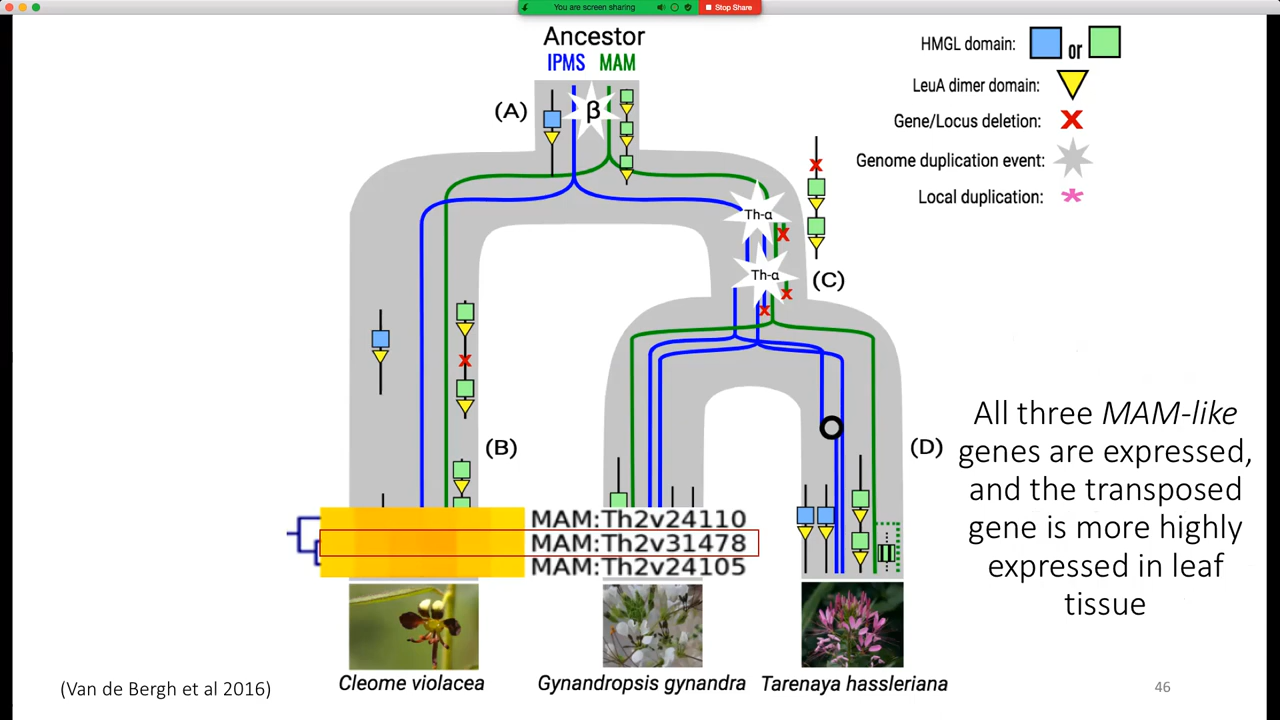 You are screen sharing
Stop Share
Ancestor
IPMS MAM
(A)
β
HMGL domain: or
LeuA dimer domain:
Gene/Locus deletion: X
Genome duplication event:
Local duplication: *
Th-α
Th-α
(C)
(B)
(D)
All three MAM-like
genes are expressed,
and the transposed
gene is more highly
expressed in leaf
tissue
MAM:Th2v24110
MAM:Th2v31478
MAM:Th2v24105
(Van de Bergh et al 2016)
Cleome violacea
Gynandropsis gynandra
Tarenaya hassleriana
46